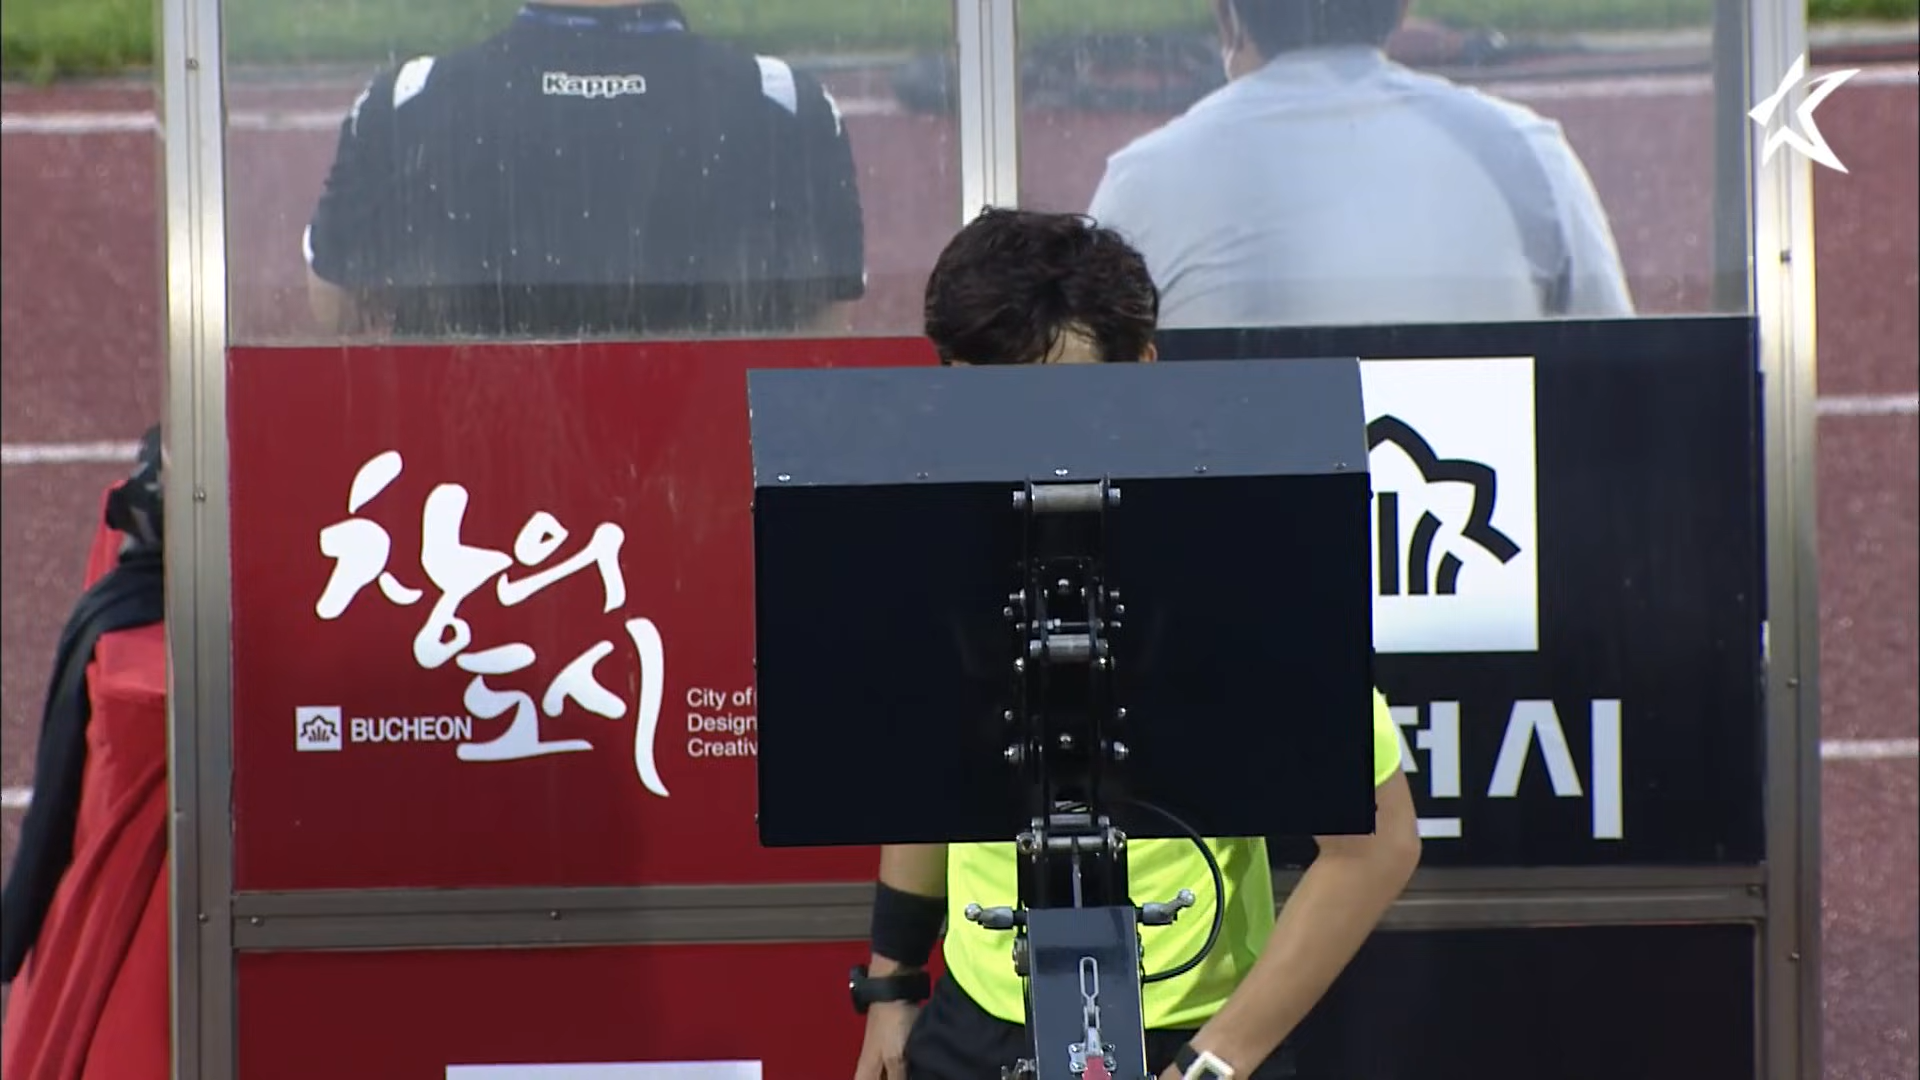 Kappa
창의
도시
BUCHEON
City of
Design
Creativ
천시